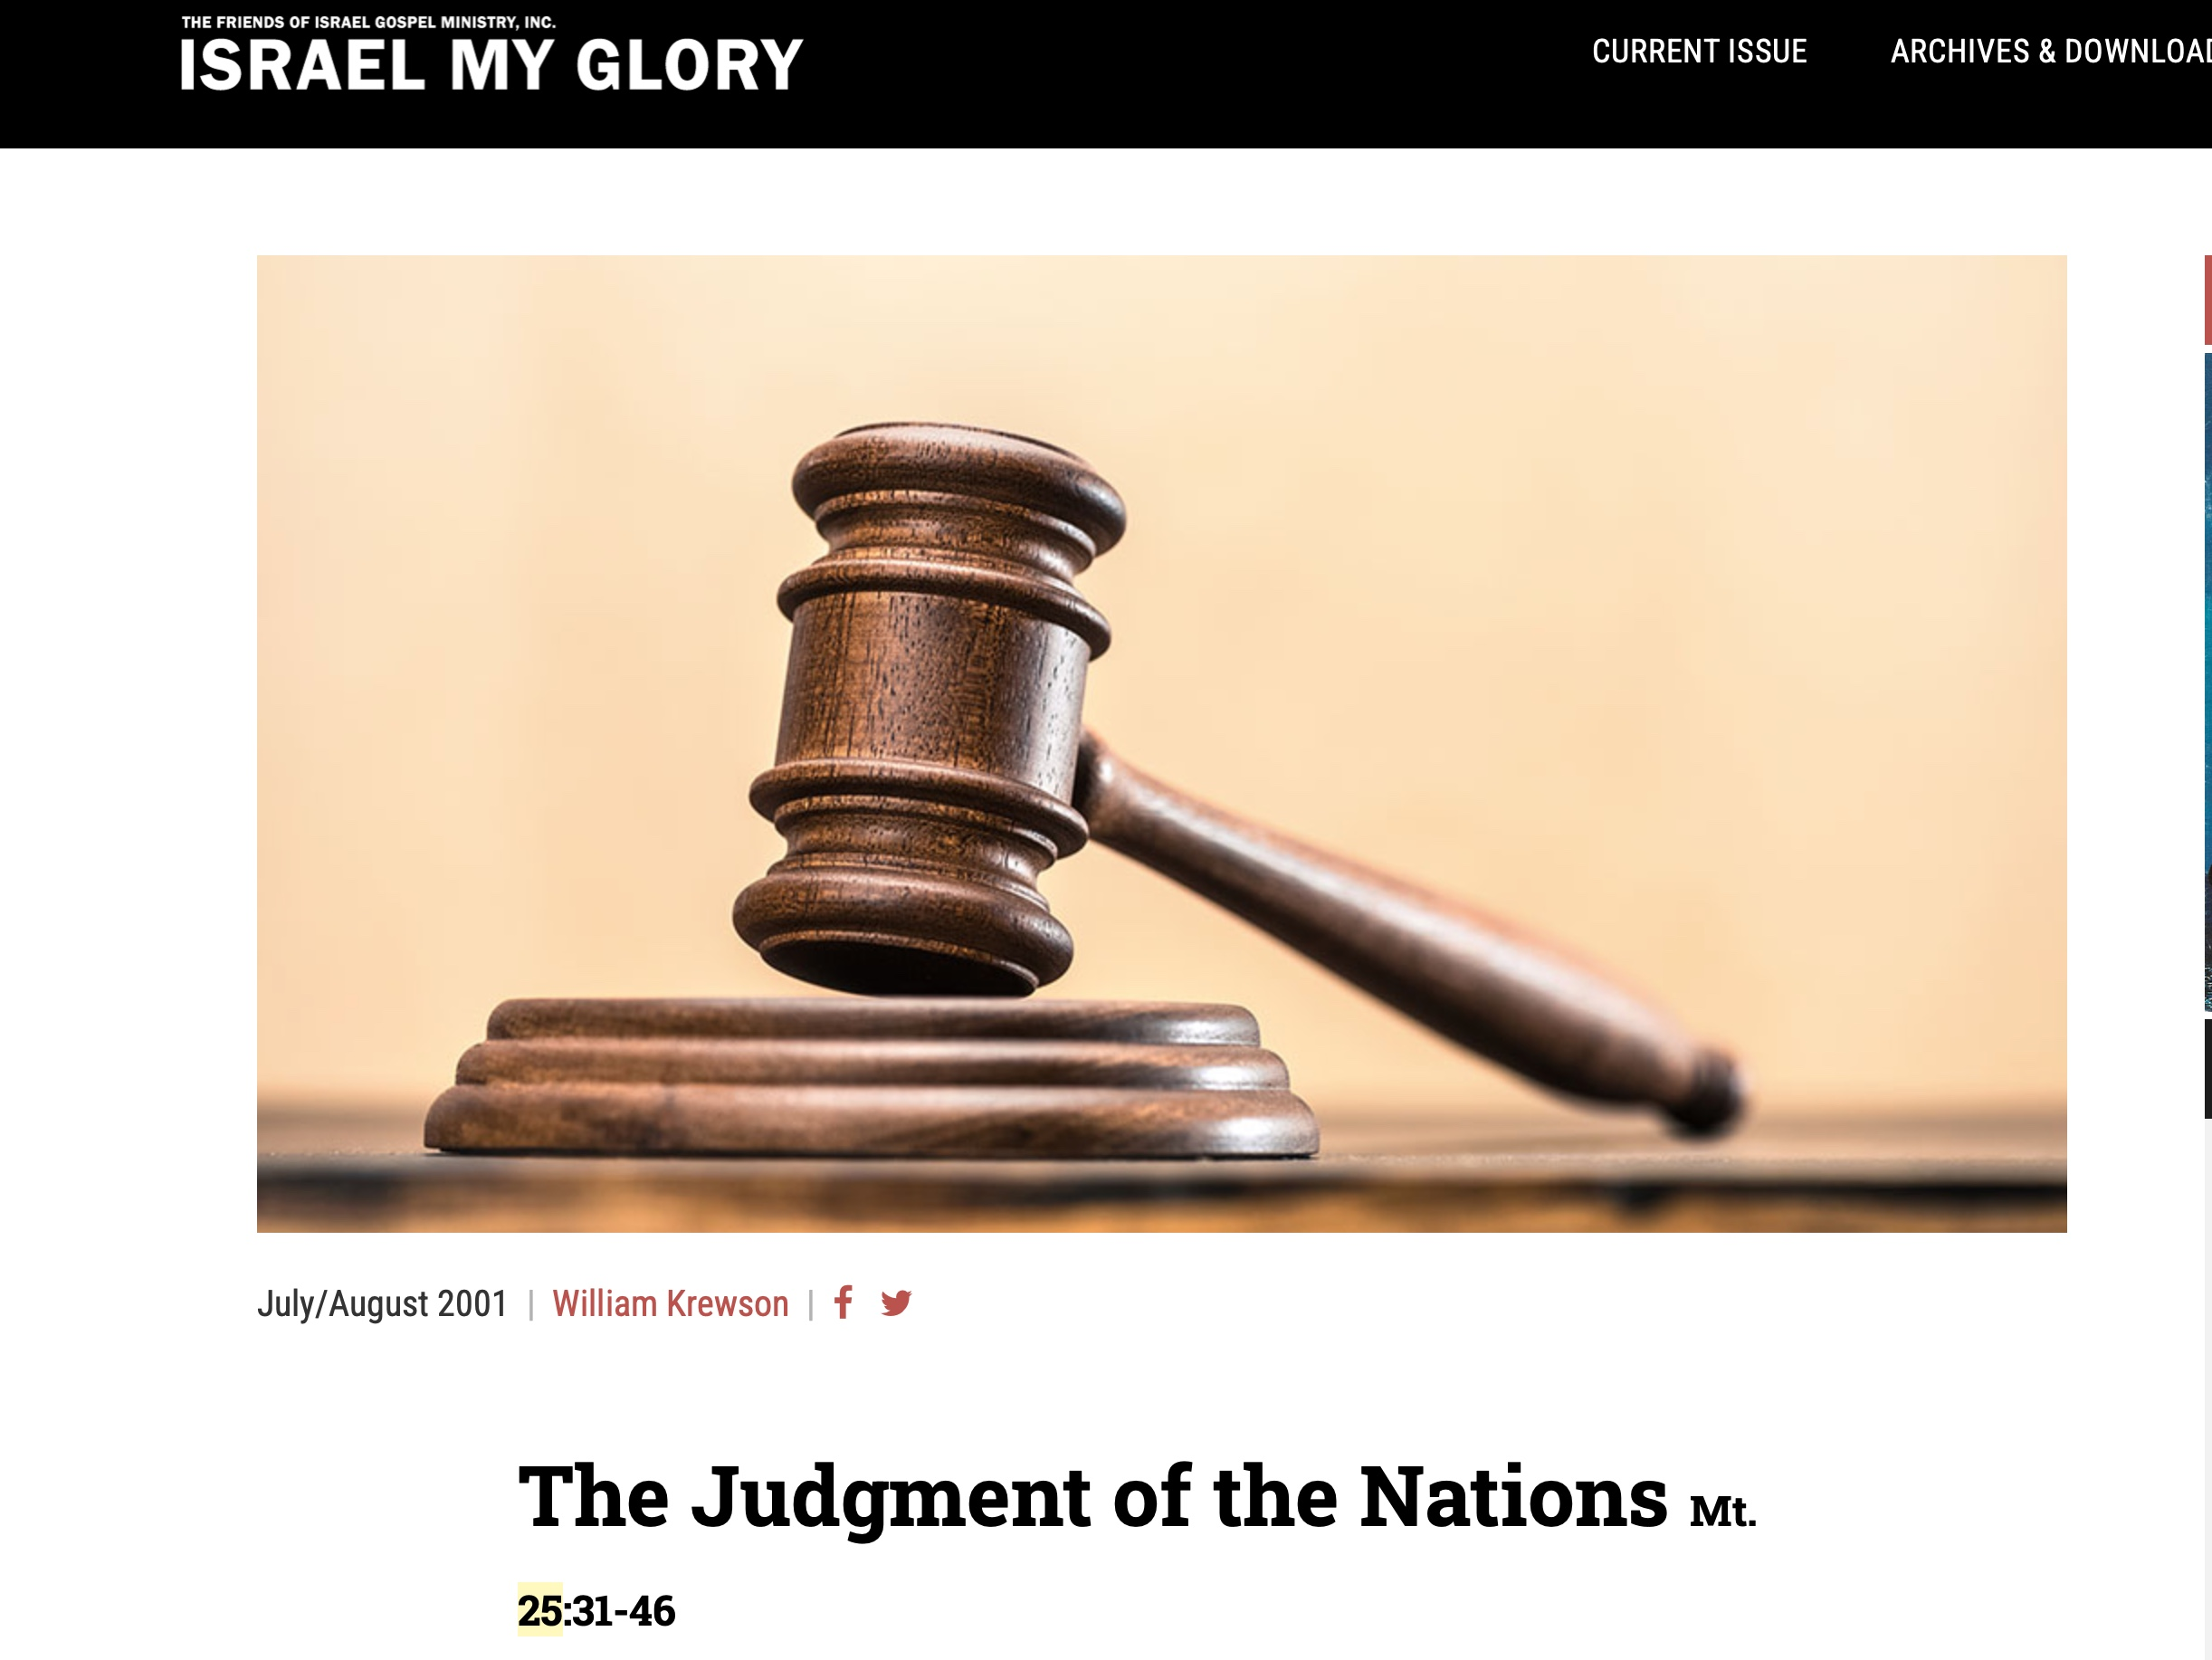 THE FRIENDS OF ISRAEL GOSPEL MINISTRY, INC.
ISRAEL MY GLORY
CURRENT ISSUE
ARCHIVES &
July/August 2001 | William Krewson |
The Judgment of the Nations Mt.
25:31-46